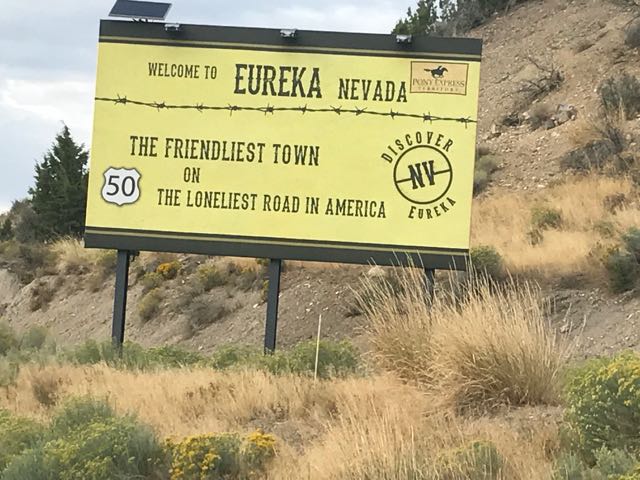 WELCOME TO EUREKA NEVADA
PONY EXPRESS
TERRITORY
THE FRIENDLIEST TOWN
ON
THE LONELIEST ROAD IN AMERICA
50
DISCOVER
NV
EUREKA